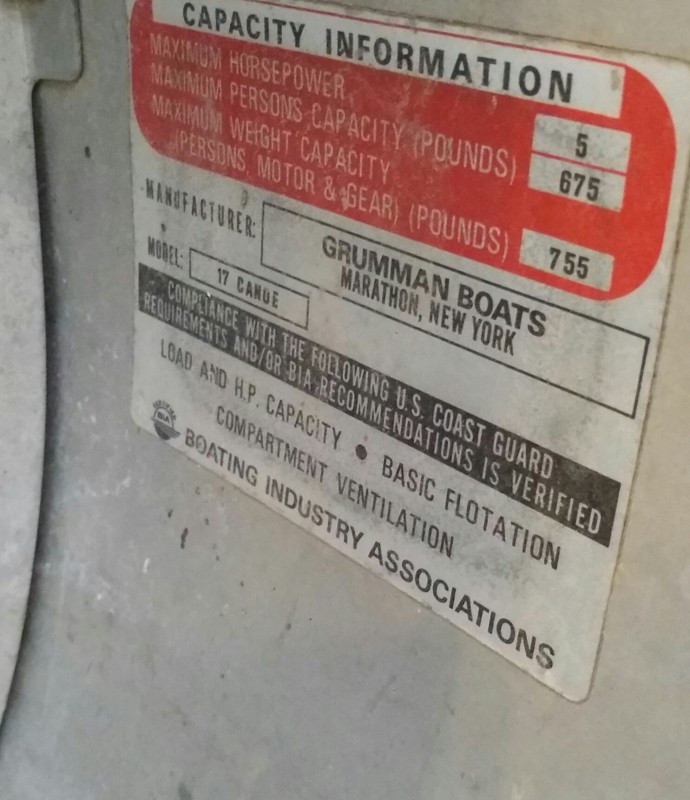 CAPACITY INFORMATION
MAXIMUM HORSEPOWER 5
MAXIMUM PERSONS CAPACITY (POUNDS) 675
MAXIMUM WEIGHT CAPACITY
(PERSONS, MOTOR & GEAR) (POUNDS) 755
MANUFACTURER: GRUMMAN BOATS
MARATHON, NEW YORK
MODEL: 17 CANOE
COMPLIANCE WITH THE FOLLOWING U.S. COAST GUARD
REQUIREMENTS AND/OR BIA RECOMMENDATIONS IS VERIFIED
LOAD AND H.P. CAPACITY • BASIC FLOTATION
COMPARTMENT VENTILATION
BIA
BOATING INDUSTRY ASSOCIATIONS